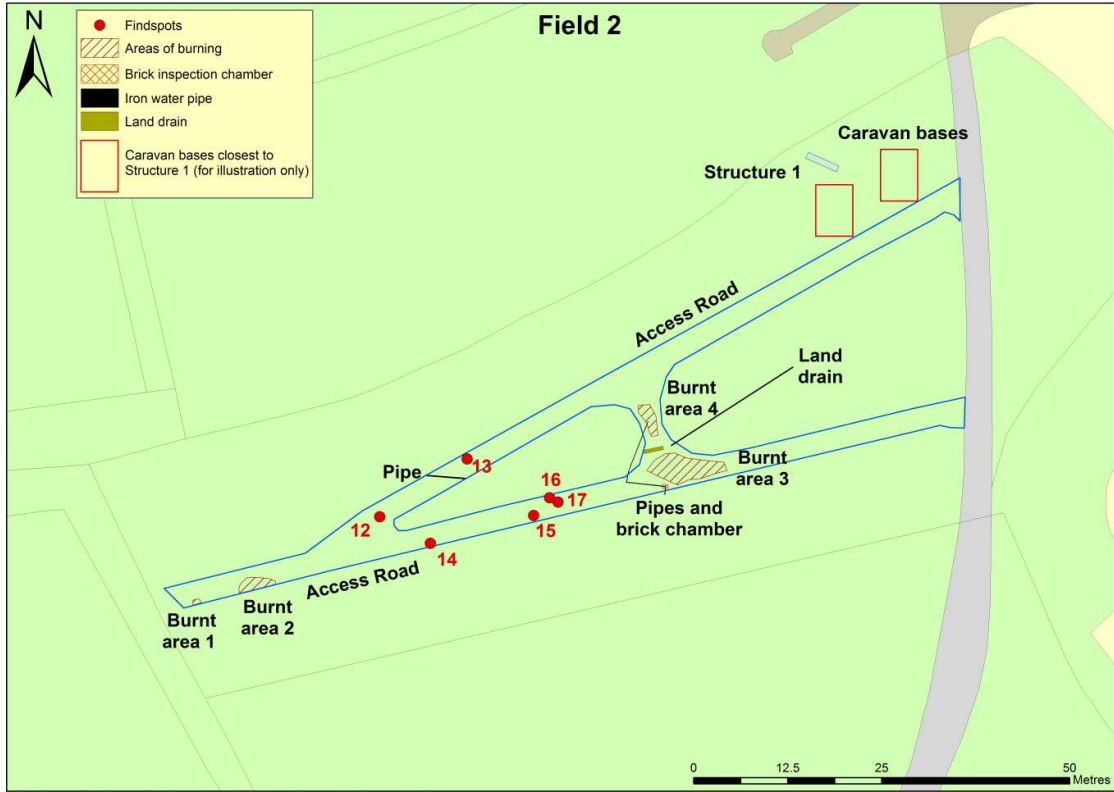 Field 2
N
Findspots
Areas of burning
Brick inspection chamber
Iron water pipe
Land drain
Caravan bases closest to
Structure 1 (for illustration only)
Caravan bases
Structure 1
Access Road
Land
drain
Burnt
area 4
Pipe
13
16
17
Burnt
area 3
12
15
Pipes and
brick chamber
14
Access Road
Burnt
area 1
Burnt
area 2
0 12.5 25 50
Metres